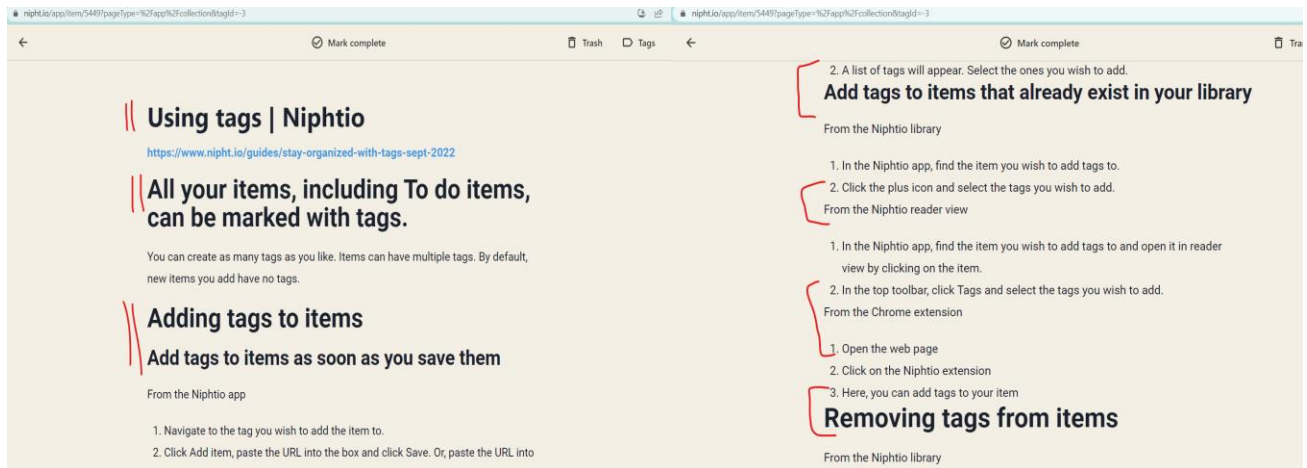 nipht.io/app/item/5449?pageType=%2Fapp%2Fcollection&tagId=-3
Mark complete
Trash
Tags
Using tags | Niphtio
https://www.nipht.io/guides/stay-organized-with-tags-sept-2022
All your items, including To do items,
can be marked with tags.
You can create as many tags as you like. Items can have multiple tags. By default,
new items you add have no tags.
Adding tags to items
Add tags to items as soon as you save them
From the Niphtio app
1. Navigate to the tag you wish to add the item to.
2. Click Add item, paste the URL into the box and click Save. Or, paste the URL into
nipht.io/app/item/5449?pageType=%2Fapp%2Fcollection&tagId=-3
Mark complete
Tra
2. A list of tags will appear. Select the ones you wish to add.
Add tags to items that already exist in your library
From the Niphtio library
1. In the Niphtio app, find the item you wish to add tags to.
2. Click the plus icon and select the tags you wish to add.
From the Niphtio reader view
1. In the Niphtio app, find the item you wish to add tags to and open it in reader
view by clicking on the item.
2. In the top toolbar, click Tags and select the tags you wish to add.
From the Chrome extension
1. Open the web page
2. Click on the Niphtio extension
3. Here, you can add tags to your item
Removing tags from items
From the Niphtio library